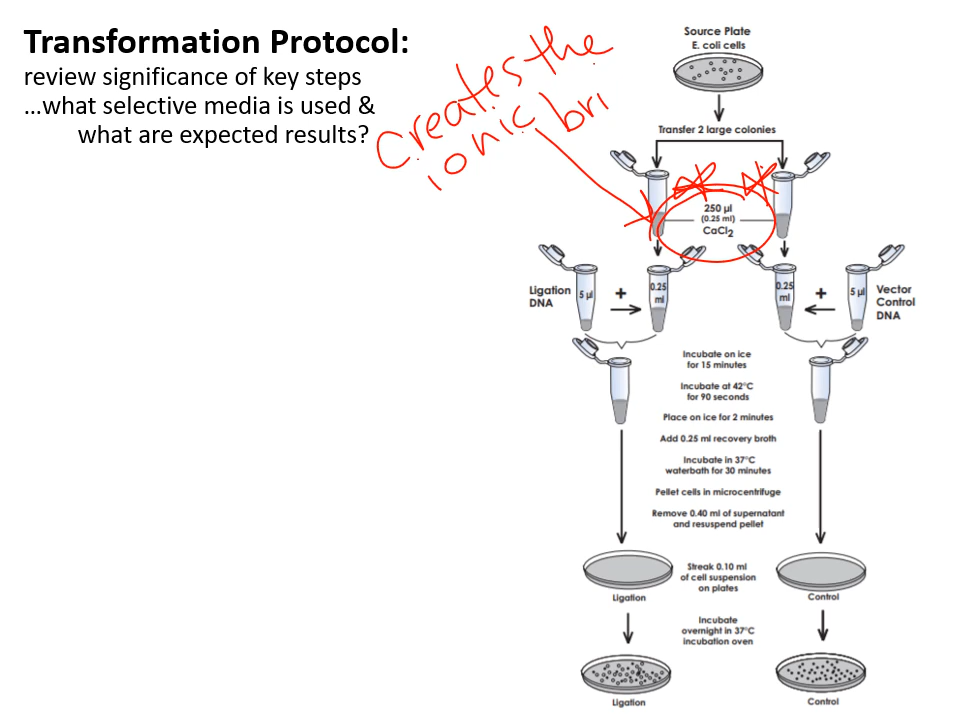 Transformation Protocol:
review significance of key steps
...what selective media is used &
what are expected results?
Creates the
ionic bri
Source Plate
E. coli cells
Transfer 2 large colonies
250 µl
(0.25 ml)
CaCl₂
Ligation
DNA
5 µl
+
0.25
ml
0.25
ml
+
5 µl
Vector
Control
DNA
Incubate on ice
for 15 minutes
Incubate at 42°C
for 90 seconds
Place on ice for 2 minutes
Add 0.25 ml recovery broth
Incubate in 37°C
waterbath for 30 minutes
Pellet cells in microcentrifuge
Remove 0.40 ml of supernatant
and resuspend pellet
Streak 0.10 ml
of cell suspension
on plates
Ligation
Control
Incubate
overnight in 37°C
incubation oven
Ligation
Control